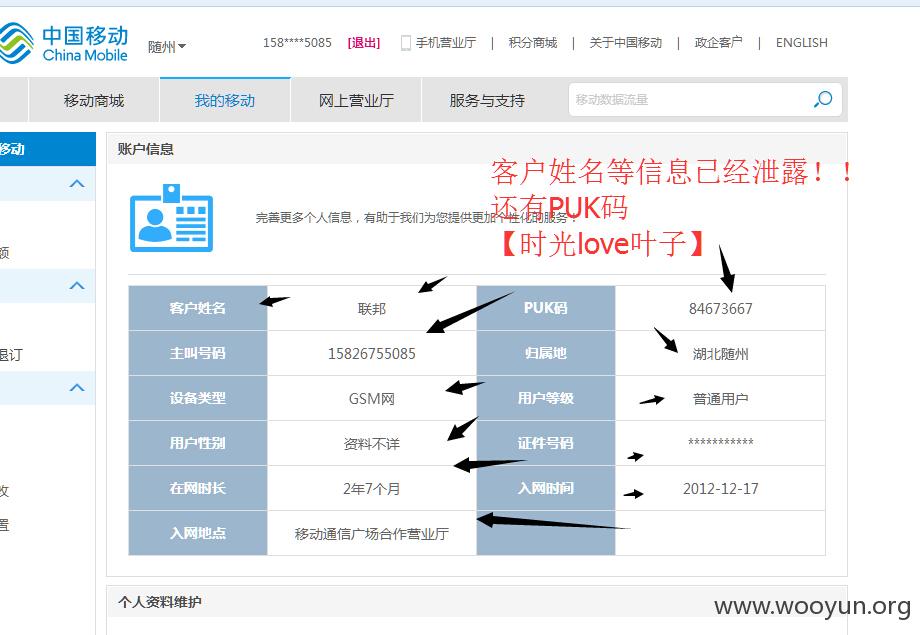 中国移动
China Mobile
随州
158****5085 [退出] 手机营业厅 | 积分商城 | 关于中国移动 | 政企客户 | ENGLISH
移动商城 我的移动 网上营业厅 服务与支持 移动数据流量
移动
账户信息
客户姓名等信息已经泄露！！
完善更多个人信息，有助于我们为您提供更加个性化的服务！
还有PUK码
【时光love叶子】
额
客户姓名 联邦 PUK码 84673667
主叫号码 15826755085 归属地 湖北随州
退订
设备类型 GSM网 用户等级 普通用户
用户性别 资料不详 证件号码 ***********
在网时长 2年7个月 入网时间 2012-12-17
改
置
入网地点 移动通信广场合作营业厅
个人资料维护
www.wooyun.org